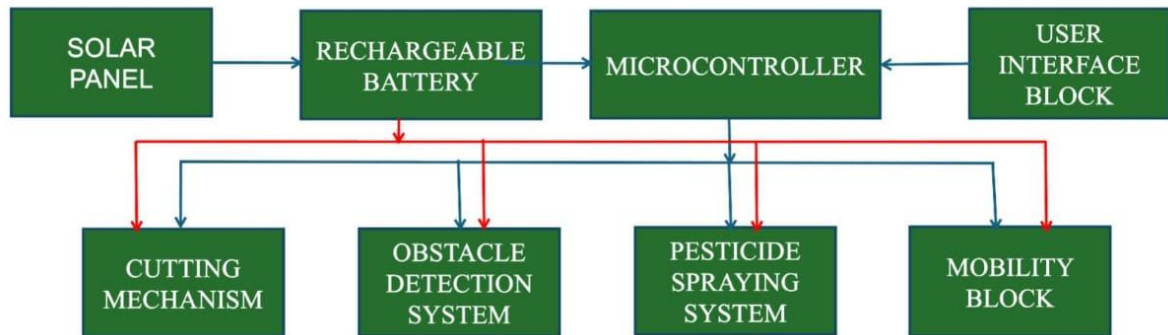 SOLAR
PANEL
RECHARGEABLE
BATTERY
MICROCONTROLLER
USER
INTERFACE
BLOCK
CUTTING
MECHANISM
OBSTACLE
DETECTION
SYSTEM
PESTICIDE
SPRAYING
SYSTEM
MOBILITY
BLOCK